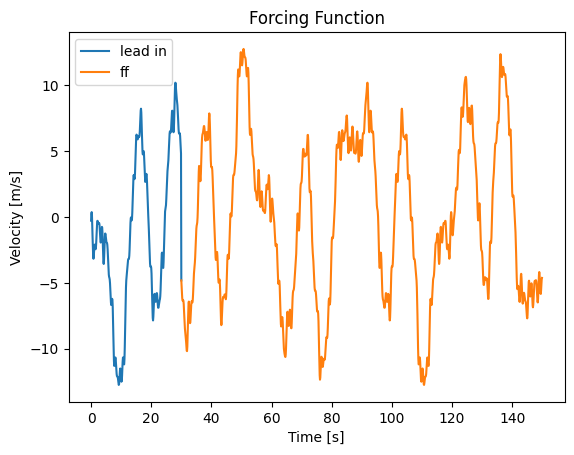 Forcing Function
lead in
ff
Velocity [m/s]
10
5
0
−5
−10
0 20 40 60 80 100 120 140
Time [s]